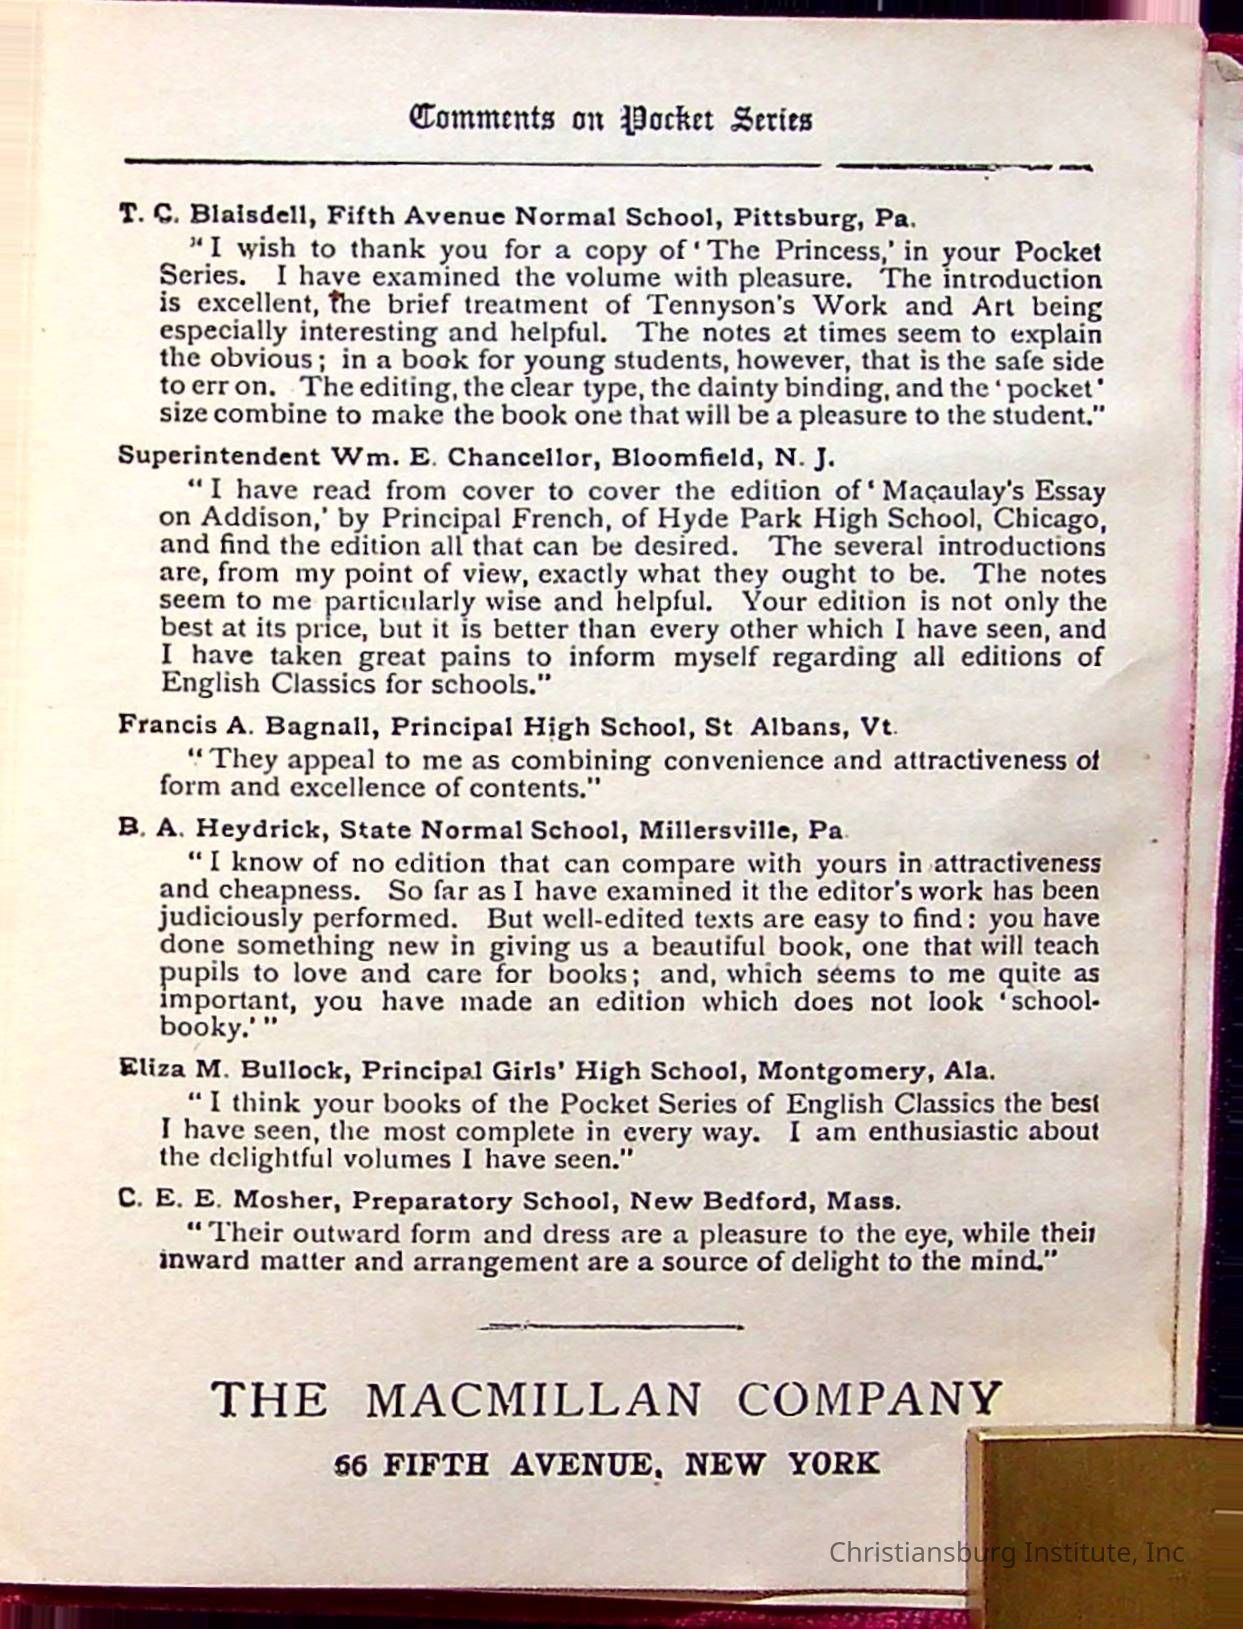 Comments on Pocket Series
T. C. Blaisdell, Fifth Avenue Normal School, Pittsburg, Pa.
"I wish to thank you for a copy of 'The Princess,' in your Pocket
Series. I have examined the volume with pleasure. The introduction
is excellent, the brief treatment of Tennyson's Work and Art being
especially interesting and helpful. The notes at times seem to explain
the obvious; in a book for young students, however, that is the safe side
to err on. The editing, the clear type, the dainty binding, and the 'pocket'
size combine to make the book one that will be a pleasure to the student."
Superintendent Wm. E. Chancellor, Bloomfield, N. J.
"I have read from cover to cover the edition of 'Macaulay's Essay
on Addison,' by Principal French, of Hyde Park High School, Chicago,
and find the edition all that can be desired. The several introductions
are, from my point of view, exactly what they ought to be. The notes
seem to me particularly wise and helpful. Your edition is not only the
best at its price, but it is better than every other which I have seen, and
I have taken great pains to inform myself regarding all editions of
English Classics for schools."
Francis A. Bagnall, Principal High School, St Albans, Vt.
"They appeal to me as combining convenience and attractiveness of
form and excellence of contents."
B. A. Heydrick, State Normal School, Millersville, Pa.
"I know of no edition that can compare with yours in attractiveness
and cheapness. So far as I have examined it the editor's work has been
judiciously performed. But well-edited texts are easy to find: you have
done something new in giving us a beautiful book, one that will teach
pupils to love and care for books; and, which seems to me quite as
important, you have made an edition which does not look 'school-
booky.'"
Eliza M. Bullock, Principal Girls' High School, Montgomery, Ala.
"I think your books of the Pocket Series of English Classics the best
I have seen, the most complete in every way. I am enthusiastic about
the delightful volumes I have seen."
C. E. E. Mosher, Preparatory School, New Bedford, Mass.
"Their outward form and dress are a pleasure to the eye, while their
inward matter and arrangement are a source of delight to the mind."
THE MACMILLAN COMPANY
66 FIFTH AVENUE, NEW YORK
Christiansburg Institute, Inc